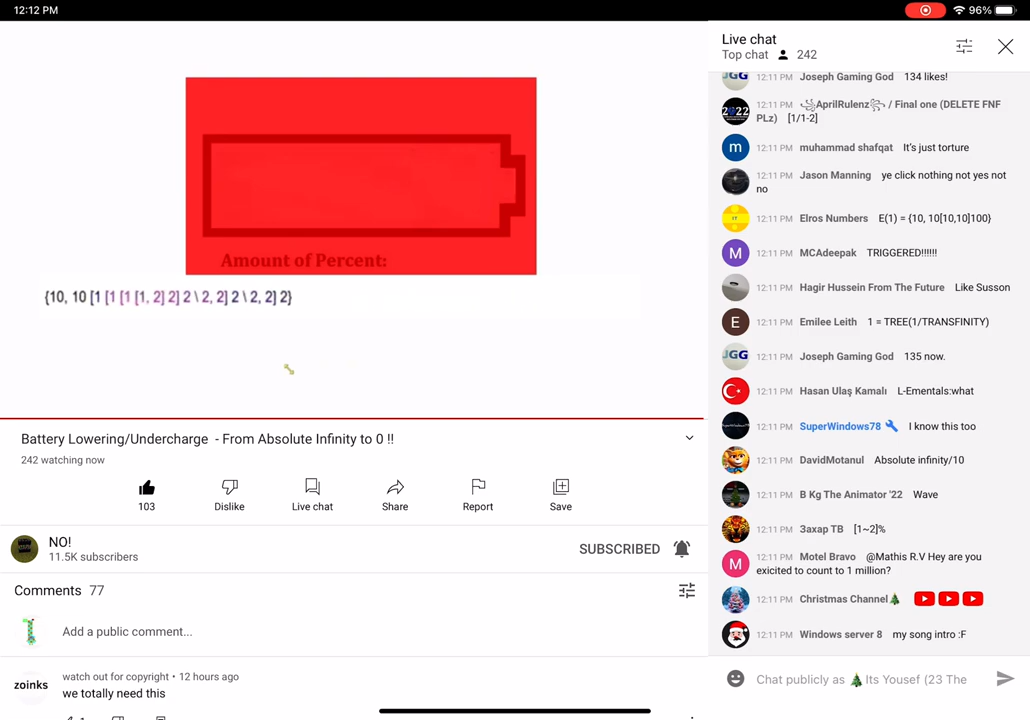 12:12 PM
96%
Amount of Percent:
{10, 10 [1 [1 [1 [1, 2] 2] 2 \ 2, 2] 2 \ 2, 2] 2}
Battery Lowering/Undercharge - From Absolute Infinity to 0 !!
242 watching now
103
Dislike
Live chat
Share
Report
Save
NO!
11.5K subscribers
SUBSCRIBED
Comments 77
Add a public comment...
zoinks
watch out for copyright • 12 hours ago
we totally need this
1
Live chat
Top chat 242
JGG 12:11 PM Joseph Gaming God 134 likes!
2022 12:11 PM ꧁AprilRulenz꧂ / Final one (DELETE FNF
PLz) [1/1-2]
m 12:11 PM muhammad shafqat It's just torture
12:11 PM Jason Manning ye click nothing not yes not
no
12:11 PM Elros Numbers E(1) = {10, 10[10,10]100}
M 12:11 PM MCAdeepak TRIGGERED!!!!!!
12:11 PM Hagir Hussein From The Future Like Susson
E 12:11 PM Emilee Leith 1 = TREE(1/TRANSFINITY)
JGG 12:11 PM Joseph Gaming God 135 now.
12:11 PM Hasan Ulaş Kamalı L-Ementals:what
12:11 PM SuperWindows78 I know this too
12:11 PM DavidMotanul Absolute infinity/10
12:11 PM B Kg The Animator '22 Wave
12:11 PM Захар ТВ [1~2]%
M 12:11 PM Motel Bravo @Mathis R.V Hey are you
exicited to count to 1 million?
12:11 PM Christmas Channel🎄
12:11 PM Windows server 8 my song intro :F
Chat publicly as 🎄Its Yousef (23 The